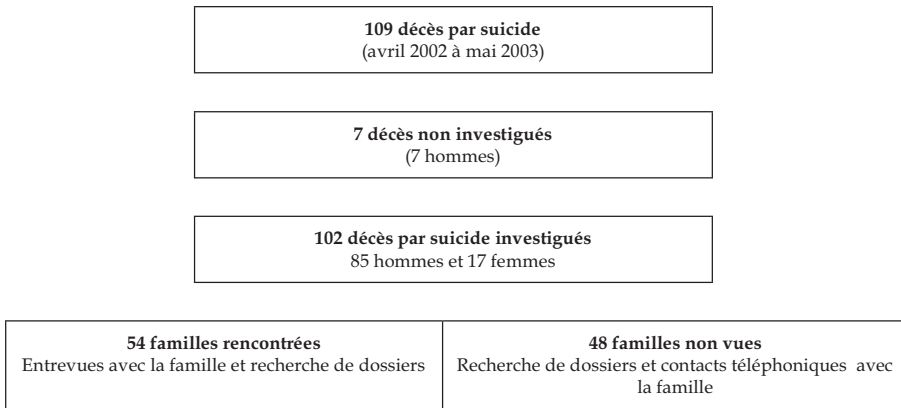 109 décès par suicide
(avril 2002 à mai 2003)
7 décès non investigués
(7 hommes)
102 décès par suicide investigués
85 hommes et 17 femmes
54 familles rencontrées
Entrevues avec la famille et recherche de dossiers
48 familles non vues
Recherche de dossiers et contacts téléphoniques avec
la famille